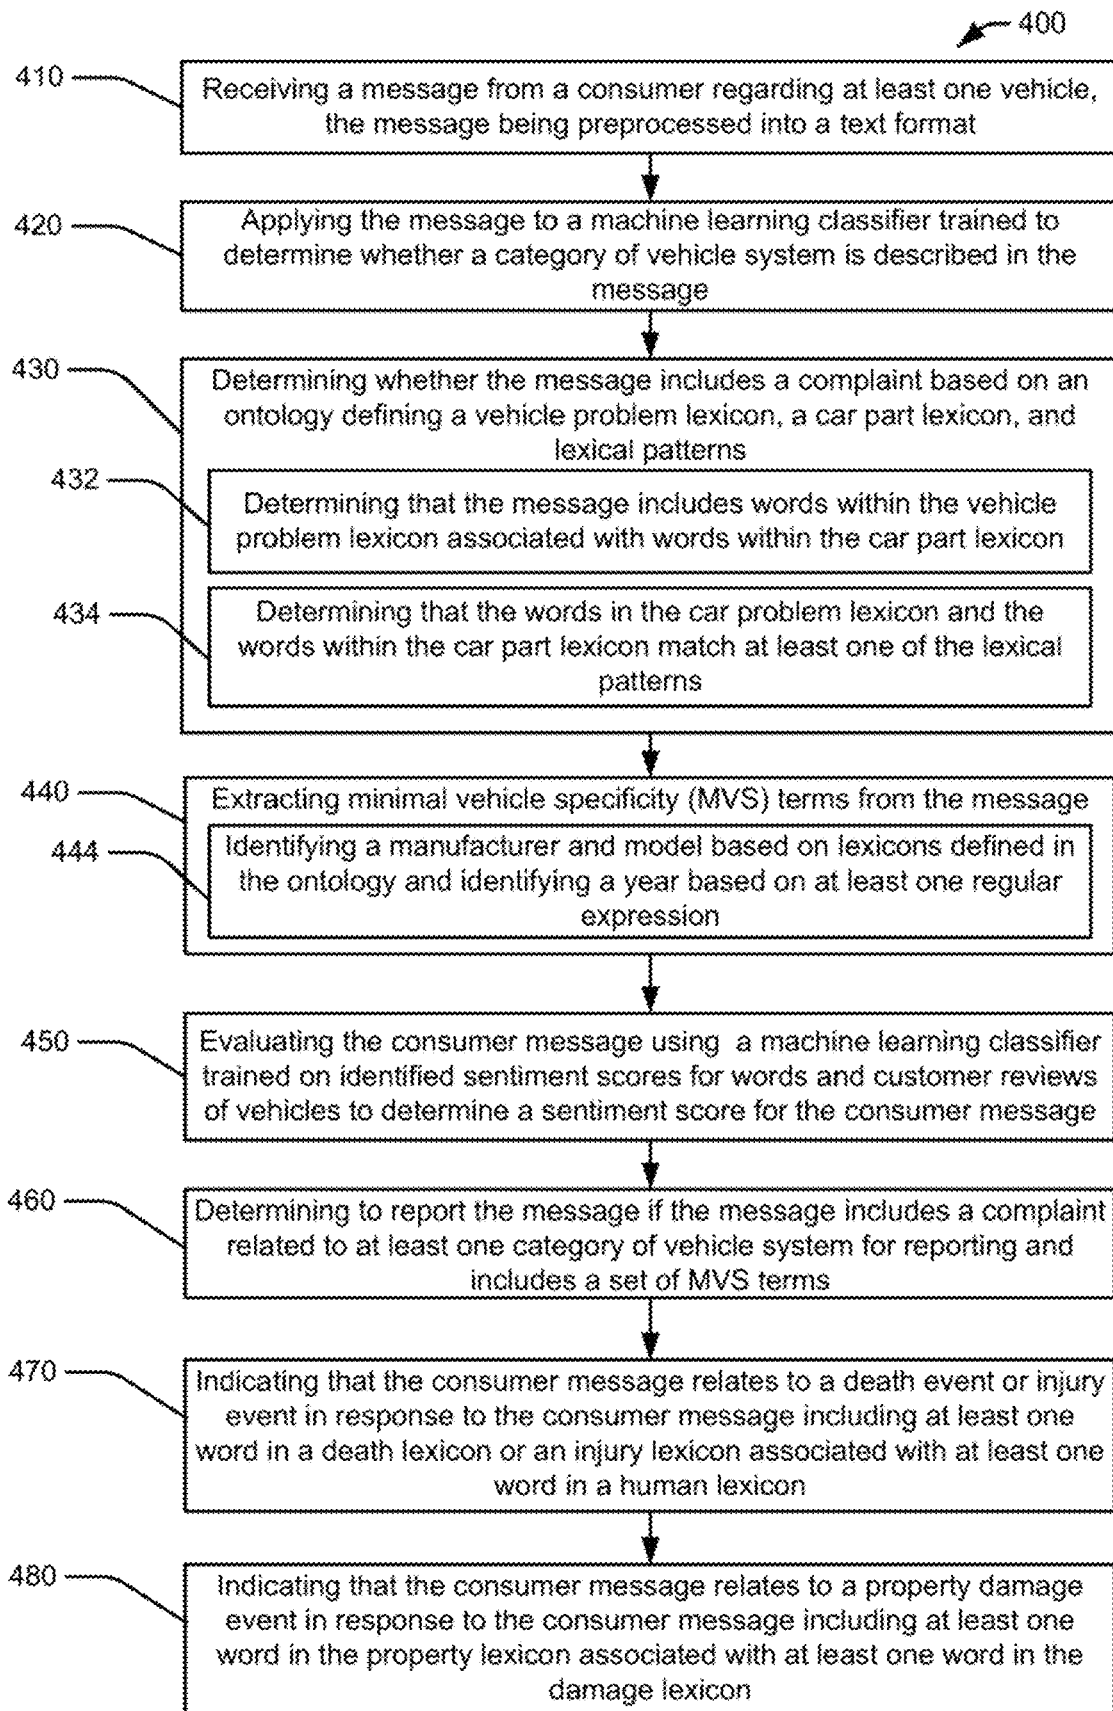 400
410
Receiving a message from a consumer regarding at least one vehicle,
the message being preprocessed into a text format
420
Applying the message to a machine learning classifier trained to
determine whether a category of vehicle system is described in the
message
430
Determining whether the message includes a complaint based on an
ontology defining a vehicle problem lexicon, a car part lexicon, and
lexical patterns
432
Determining that the message includes words within the vehicle
problem lexicon associated with words within the car part lexicon
434
Determining that the words in the car problem lexicon and the
words within the car part lexicon match at least one of the lexical
patterns
440
Extracting minimal vehicle specificity (MVS) terms from the message
444
Identifying a manufacturer and model based on lexicons defined in
the ontology and identifying a year based on at least one regular
expression
450
Evaluating the consumer message using a machine learning classifier
trained on identified sentiment scores for words and customer reviews
of vehicles to determine a sentiment score for the consumer message
460
Determining to report the message if the message includes a complaint
related to at least one category of vehicle system for reporting and
includes a set of MVS terms
470
Indicating that the consumer message relates to a death event or injury
event in response to the consumer message including at least one
word in a death lexicon or an injury lexicon associated with at least one
word in a human lexicon
480
Indicating that the consumer message relates to a property damage
event in response to the consumer message including at least one
word in the property lexicon associated with at least one word in the
damage lexicon